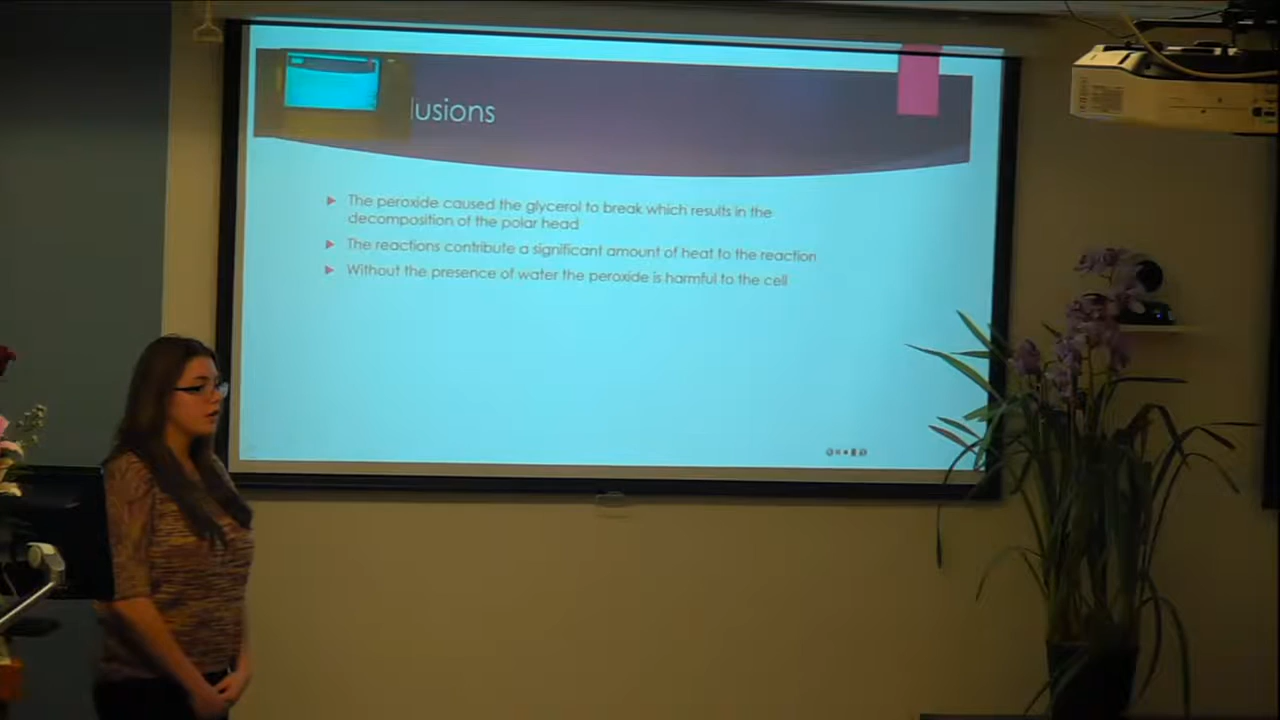 lusions
The peroxide caused the glycerol to break which results in the
decomposition of the polar head
The reactions contribute a significant amount of heat to the reaction
Without the presence of water the peroxide is harmful to the cell